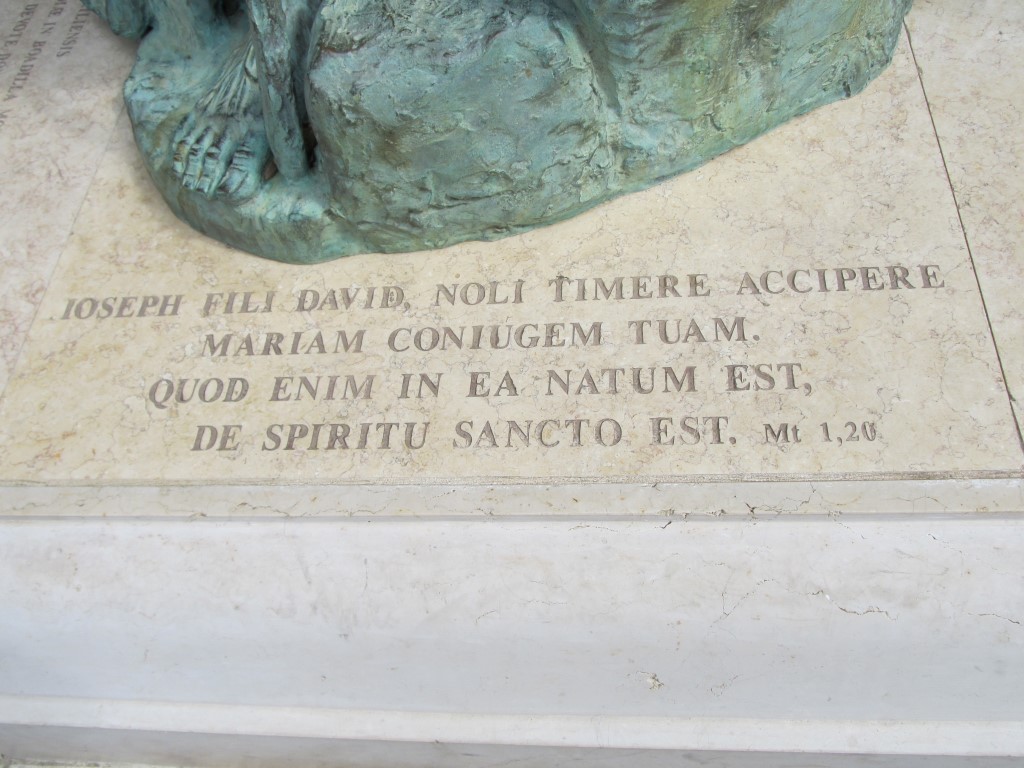 IOSEPH FILI DAVID, NOLI TIMERE ACCIPERE
MARIAM CONIUGEM TUAM.
QUOD ENIM IN EA NATUM EST,
DE SPIRITU SANCTO EST. Mt 1,20